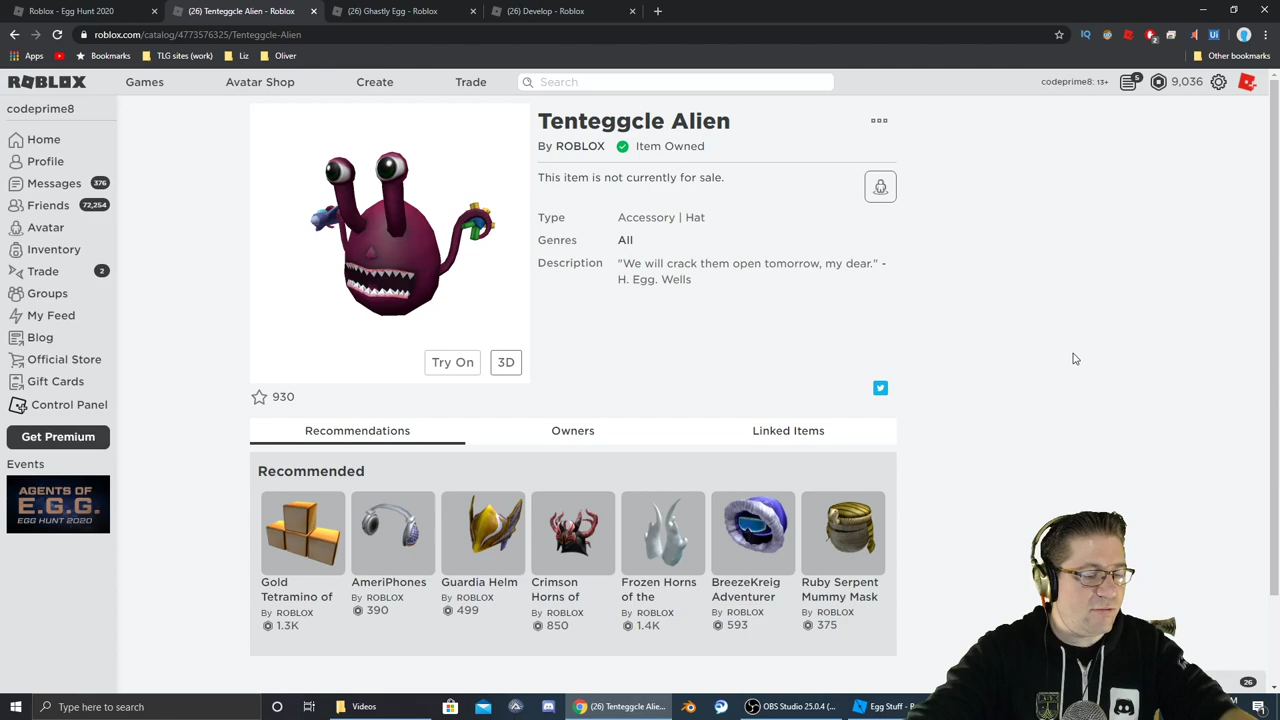 Roblox - Egg Hunt 2020
(26) Tenteggcle Alien - Roblox
(26) Ghastly Egg - Roblox
(26) Develop - Roblox
roblox.com/catalog/4773576325/Tenteggcle-Alien
Apps
Bookmarks
TLG sites (work)
Liz
Oliver
Other bookmarks
ROBLOX
Games
Avatar Shop
Create
Trade
Search
codeprime8: 13+
5
9,036
codeprime8
Home
Profile
Messages 376
Friends 72,254
Avatar
Inventory
Trade 2
Groups
My Feed
Blog
Official Store
Gift Cards
Control Panel
Get Premium
Events
AGENTS OF
E.G.G.
EGG HUNT 2020
Tenteggcle Alien
By ROBLOX Item Owned
This item is not currently for sale.
Type Accessory | Hat
Genres All
Description "We will crack them open tomorrow, my dear." -
H. Egg. Wells
Try On 3D
930
Recommendations Owners Linked Items
Recommended
Gold
Tetramino of
By ROBLOX
1.3K
AmeriPhones
By ROBLOX
390
Guardia Helm
By ROBLOX
499
Crimson
Horns of
By ROBLOX
850
Frozen Horns
of the
By ROBLOX
1.4K
BreezeKreig
Adventurer
By ROBLOX
593
Ruby Serpent
Mummy Mask
By ROBLOX
375
26
Type here to search
Videos
(26) Tenteggcle Alie...
OBS Studio 25.0.4 (...
Egg Stuff -